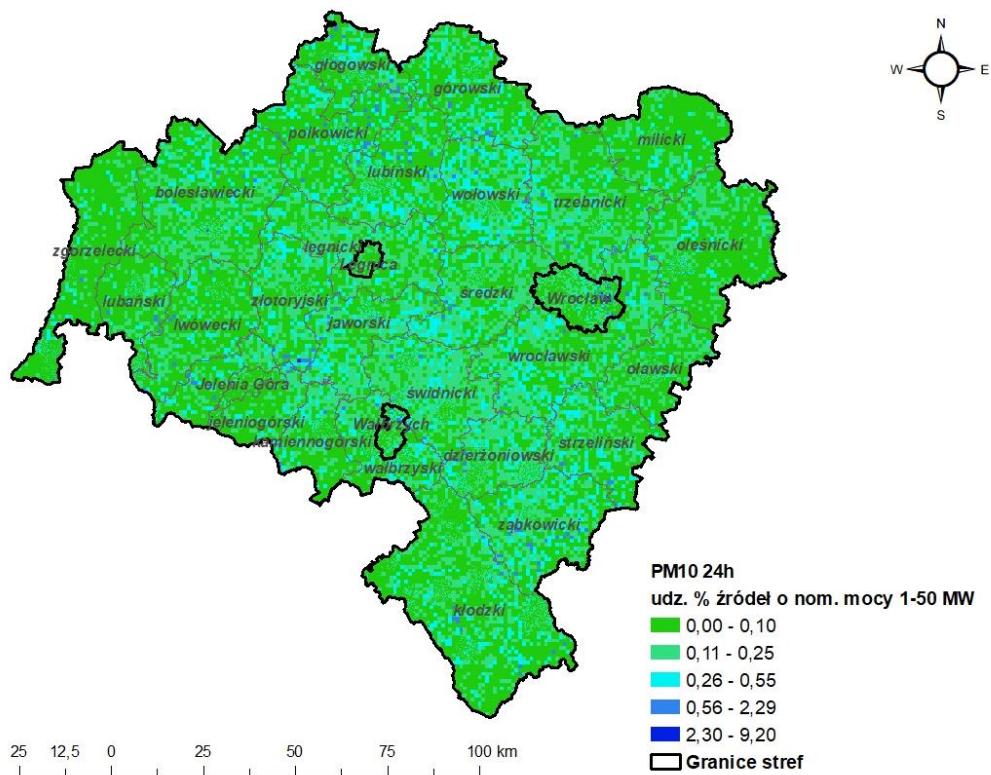 N
W E
S
głogowski
górowski
polkowicki
milicki
lubiński
bolesławiecki
wołowski
trzebnicki
oleśnicki
legnicki
zgorzelecki
Legnica
lubański
złotoryjski
średzki
Wrocław
lwówecki
jaworski
wrocławski
oławski
Jelenia Góra
świdnicki
jeleniogórski
Wałbrzych
kamiennogórski
strzeliński
dzierżoniowski
wałbrzyski
ząbkowicki
kłodzki
PM10 24h
udz. % źródeł o nom. mocy 1-50 MW
0,00 - 0,10
0,11 - 0,25
0,26 - 0,55
0,56 - 2,29
2,30 - 9,20
Granice stref
25 12,5 0 25 50 75 100 km